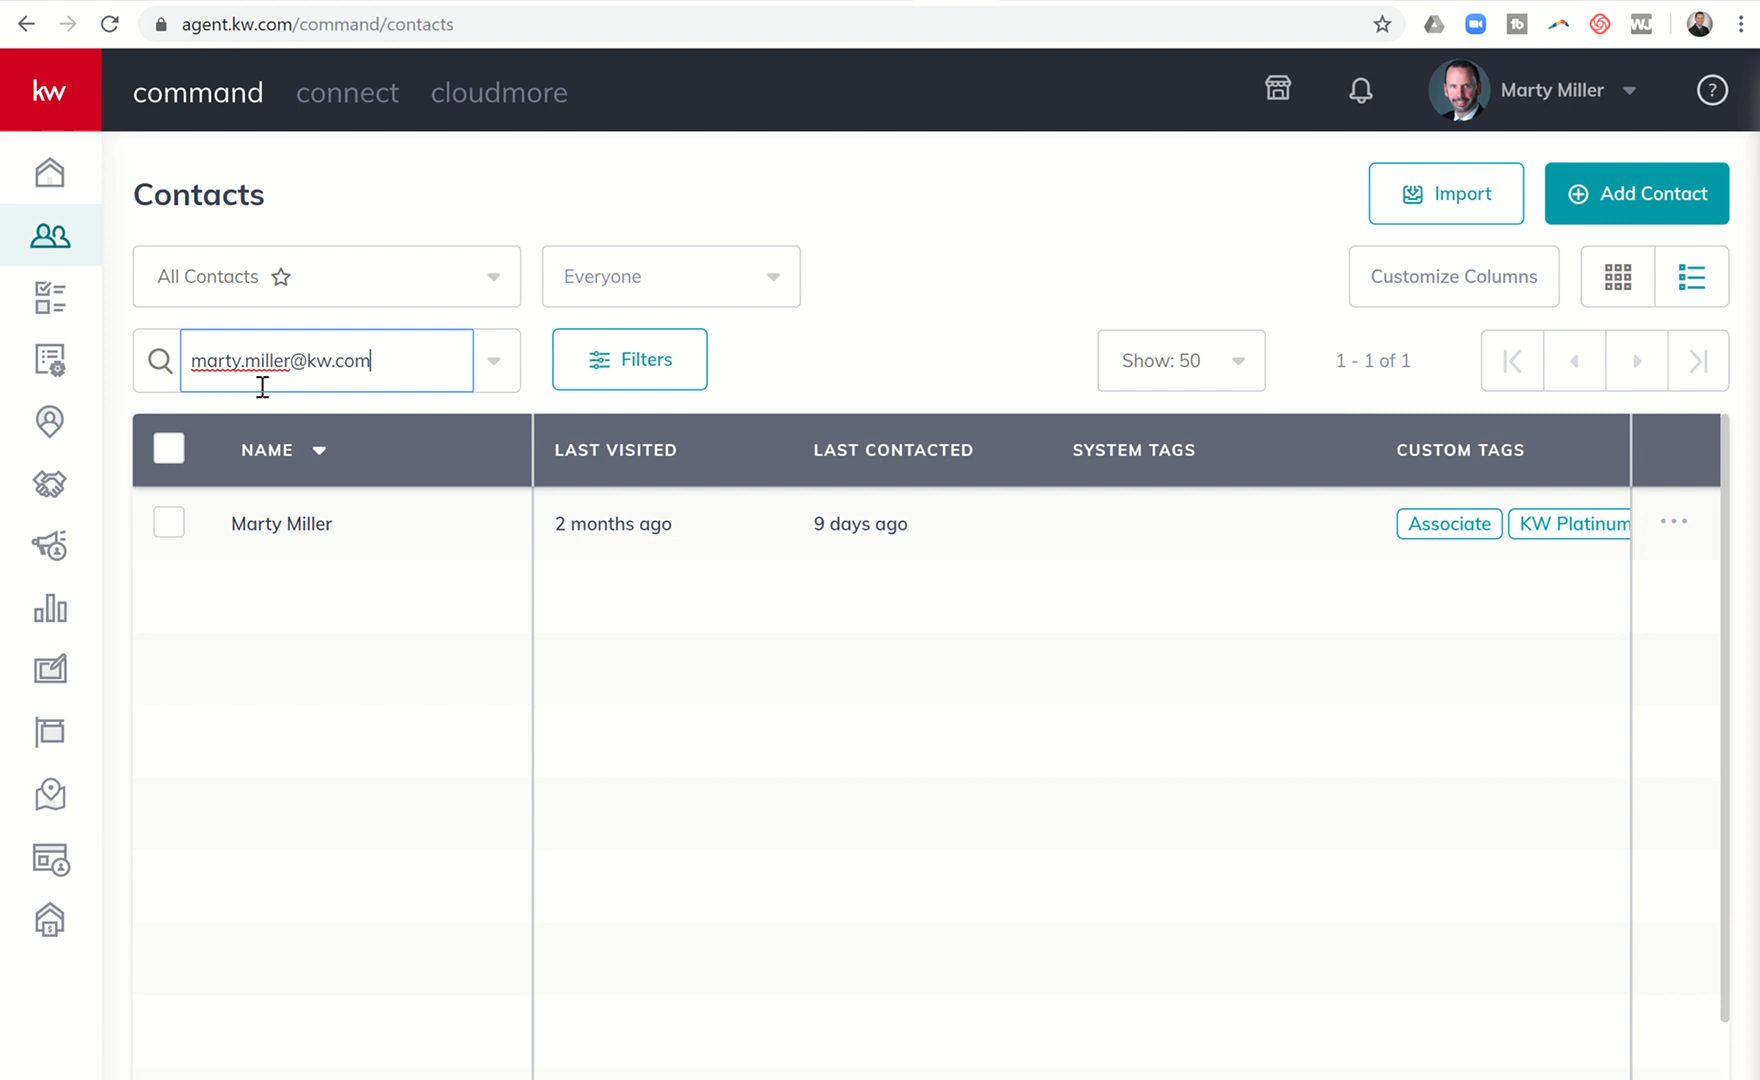 agent.kw.com/command/contacts
kw
command connect cloudmore
Marty Miller
?
Contacts
Import
Add Contact
All Contacts
Everyone
Customize Columns
marty.miller@kw.com
Filters
Show: 50
1 - 1 of 1
NAME LAST VISITED LAST CONTACTED SYSTEM TAGS CUSTOM TAGS
Marty Miller 2 months ago 9 days ago Associate KW Platinum